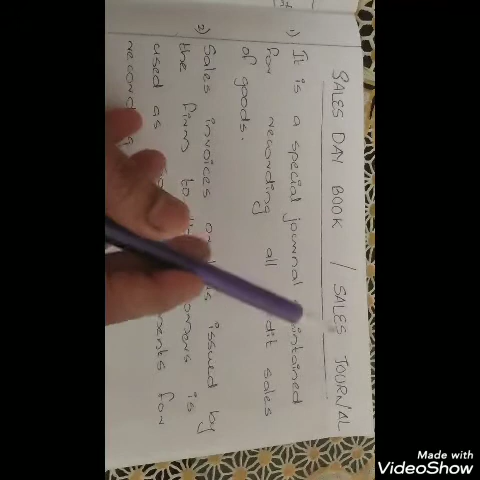 SALES DAY BOOK / SALES JOURNAL
1) It is a special journal
for recording all sales
of goods.
2) Sales invoices issued by
the firm to is
used as for
Made with
VideoShow